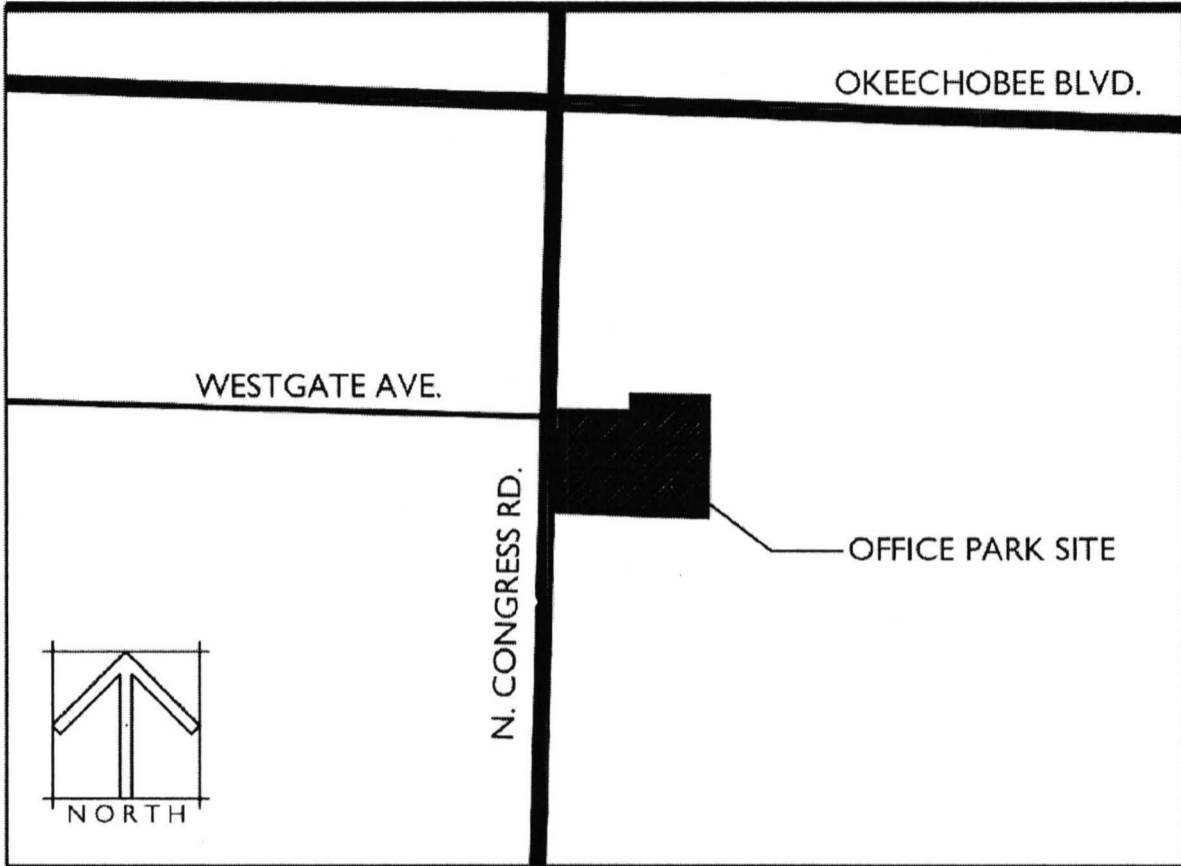 OKEECHOBEE BLVD.
WESTGATE AVE.
N. CONGRESS RD.
OFFICE PARK SITE
NORTH